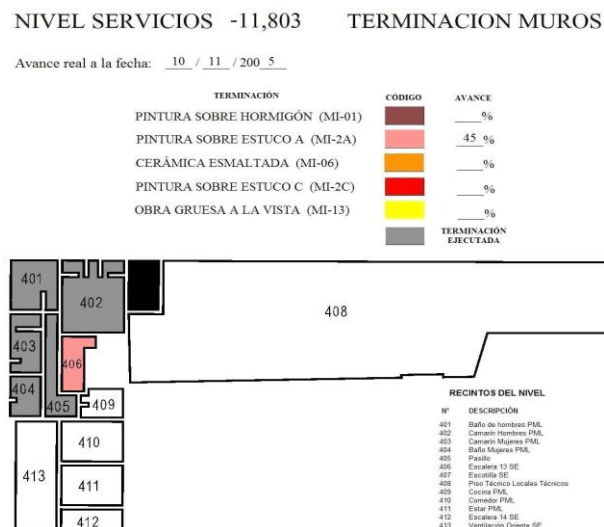 NIVEL SERVICIOS -11,803 TERMINACION MUROS
Avance real a la fecha: 10 / 11 / 200 5
TERMINACIÓN CÓDIGO AVANCE
PINTURA SOBRE HORMIGÓN (MI-01) ___%
PINTURA SOBRE ESTUCO A (MI-2A) 45 %
CERÁMICA ESMALTADA (MI-06) ___%
PINTURA SOBRE ESTUCO C (MI-2C) ___%
OBRA GRUESA A LA VISTA (MI-13) ___%
TERMINACIÓN
EJECUTADA
401
402
408
403
406
404
405
409
410
413
411
412
RECINTOS DEL NIVEL
N° DESCRIPCIÓN
401 Baño de hombres PML
402 Camarín Hombres PML
403 Camarín Mujeres PML
404 Baño Mujeres PML
405 Pasillo
406 Escalera 13 SE
407 Escotilla SE
408 Piso Técnico Locales Técnicos
409 Cocina PML
410 Comedor PML
411 Estar PML
412 Escalera 14 SE
413 Ventilación Oriente SE